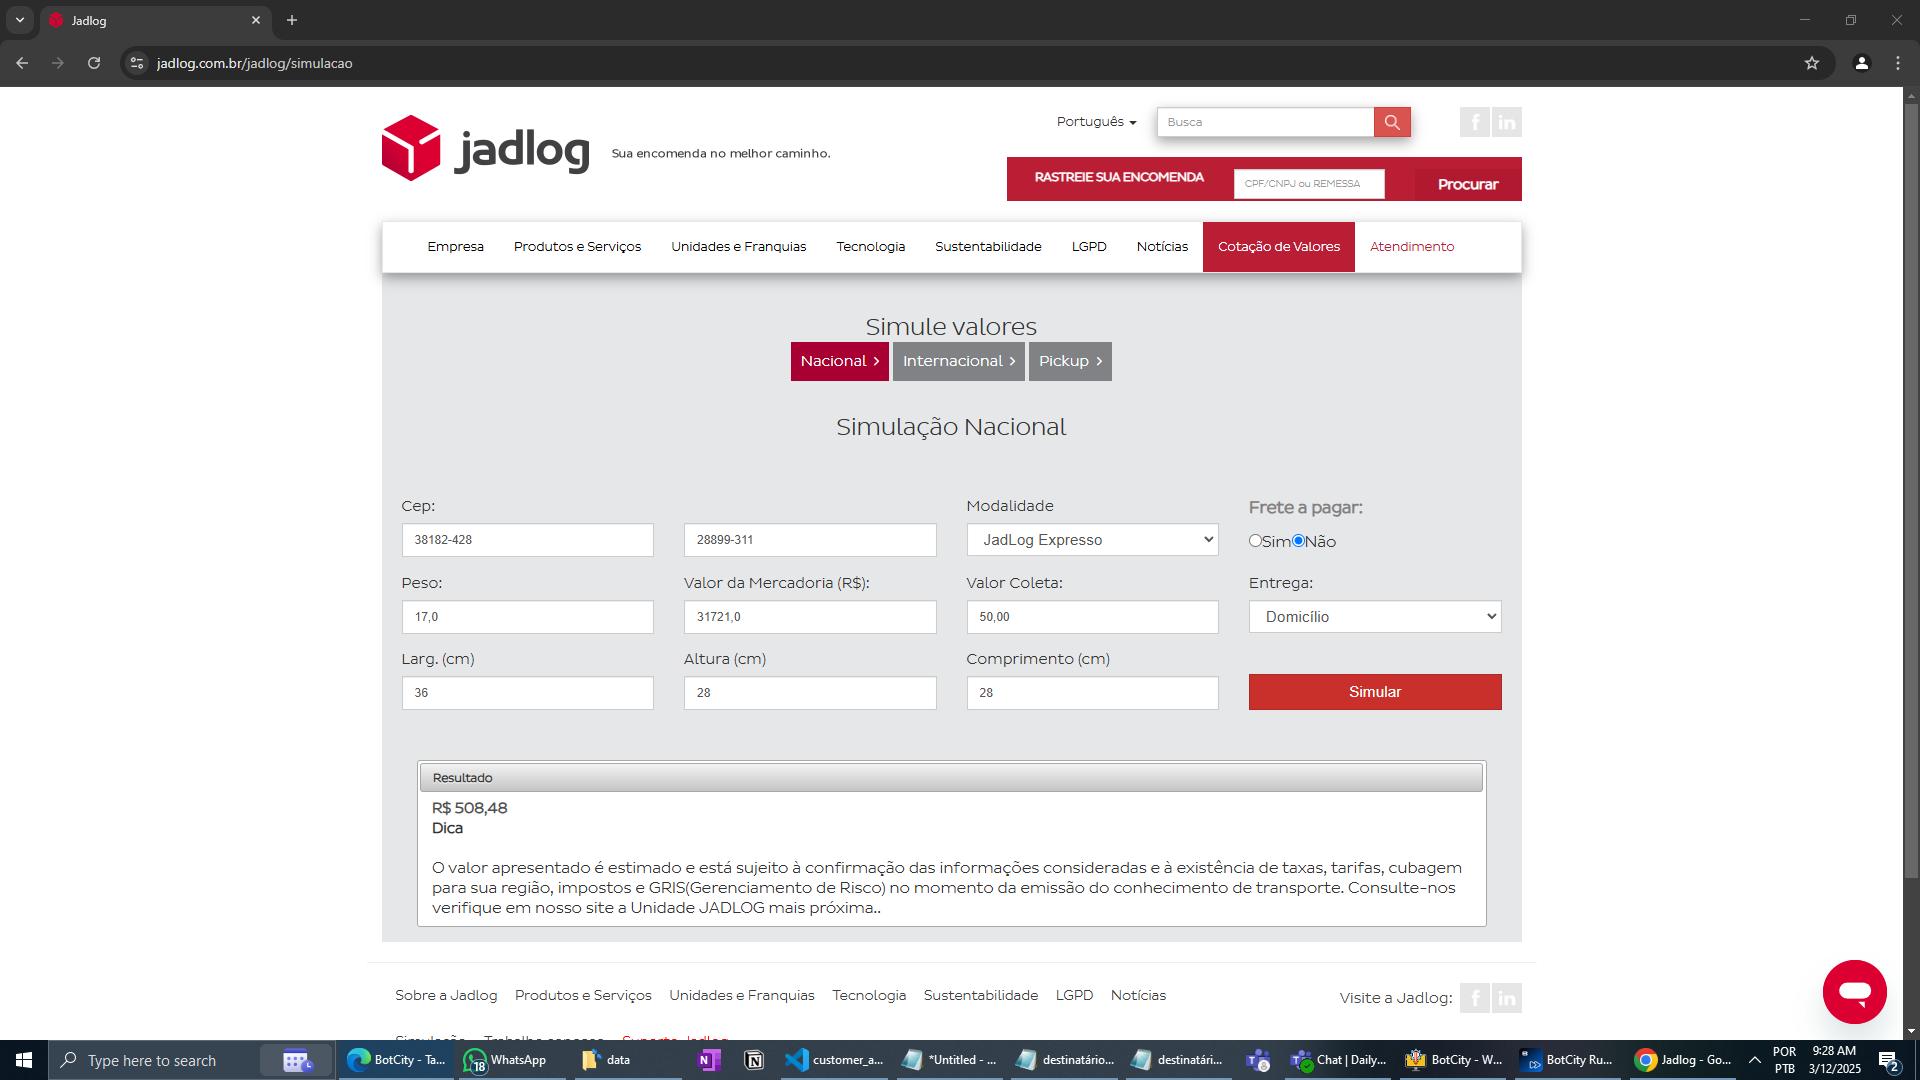 Jadlog
jadlog.com.br/jadlog/simulacao
jadlog
Sua encomenda no melhor caminho.
Português
Busca
RASTREIE SUA ENCOMENDA
CPF/CNPJ ou REMESSA
Procurar
Empresa
Produtos e Serviços
Unidades e Franquias
Tecnologia
Sustentabilidade
LGPD
Notícias
Cotação de Valores
Atendimento
Simule valores
Nacional
Internacional
Pickup
Simulação Nacional
Cep:
Modalidade
Frete a pagar:
38182-428
28899-311
JadLog Expresso
Sim
Não
Peso:
Valor da Mercadoria (R$):
Valor Coleta:
Entrega:
17,0
31721,0
50,00
Domicílio
Larg. (cm)
Altura (cm)
Comprimento (cm)
36
28
28
Simular
Resultado
R$ 508,48
Dica
O valor apresentado é estimado e está sujeito à confirmação das informações consideradas e à existência de taxas, tarifas, cubagem
para sua região, impostos e GRIS(Gerenciamento de Risco) no momento da emissão do conhecimento de transporte. Consulte-nos
verifique em nosso site a Unidade JADLOG mais próxima..
Sobre a Jadlog
Produtos e Serviços
Unidades e Franquias
Tecnologia
Sustentabilidade
LGPD
Notícias
Visite a Jadlog:
Type here to search
BotCity - Ta...
18
WhatsApp
data
customer_a...
*Untitled - ...
destinatário...
destinatári...
Chat | Daily...
BotCity - W...
BotCity Ru...
Jadlog - Go...
POR
PTB
9:28 AM
3/12/2025
2